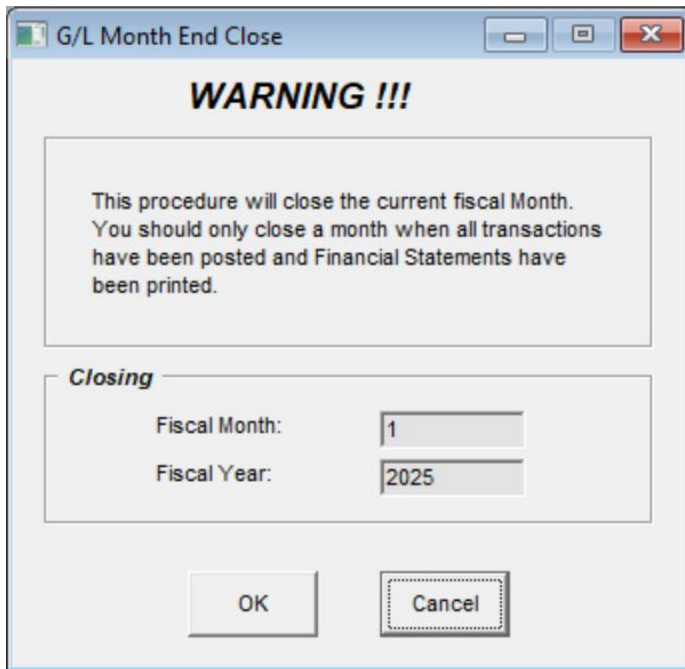 G/L Month End Close
WARNING !!!
This procedure will close the current fiscal Month.
You should only close a month when all transactions
have been posted and Financial Statements have
been printed.
Closing
Fiscal Month: 1
Fiscal Year: 2025
OK Cancel